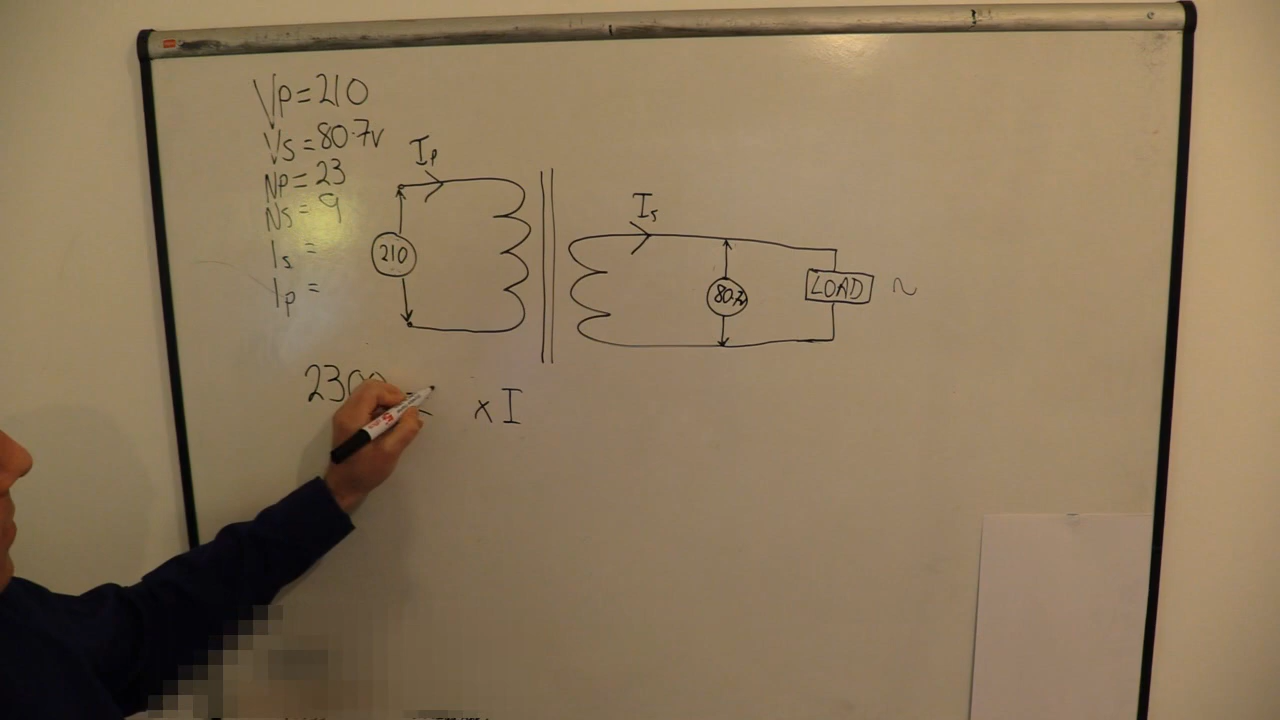 Vp=210
Vs=80.7v
Np=23
Ns=9
Is=
Ip=
Ip
210
Is
80.7v
LOAD ~
x I